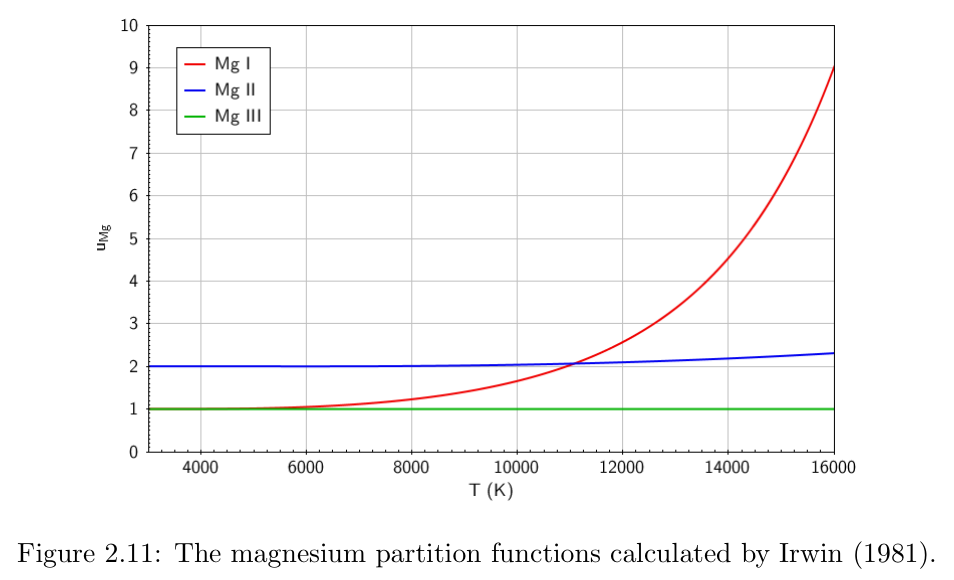 10
9
8
7
6
5
4
3
2
1
0
u_Mg
Mg I
Mg II
Mg III
4000 6000 8000 10000 12000 14000 16000
T (K)
Figure 2.11: The magnesium partition functions calculated by Irwin (1981).